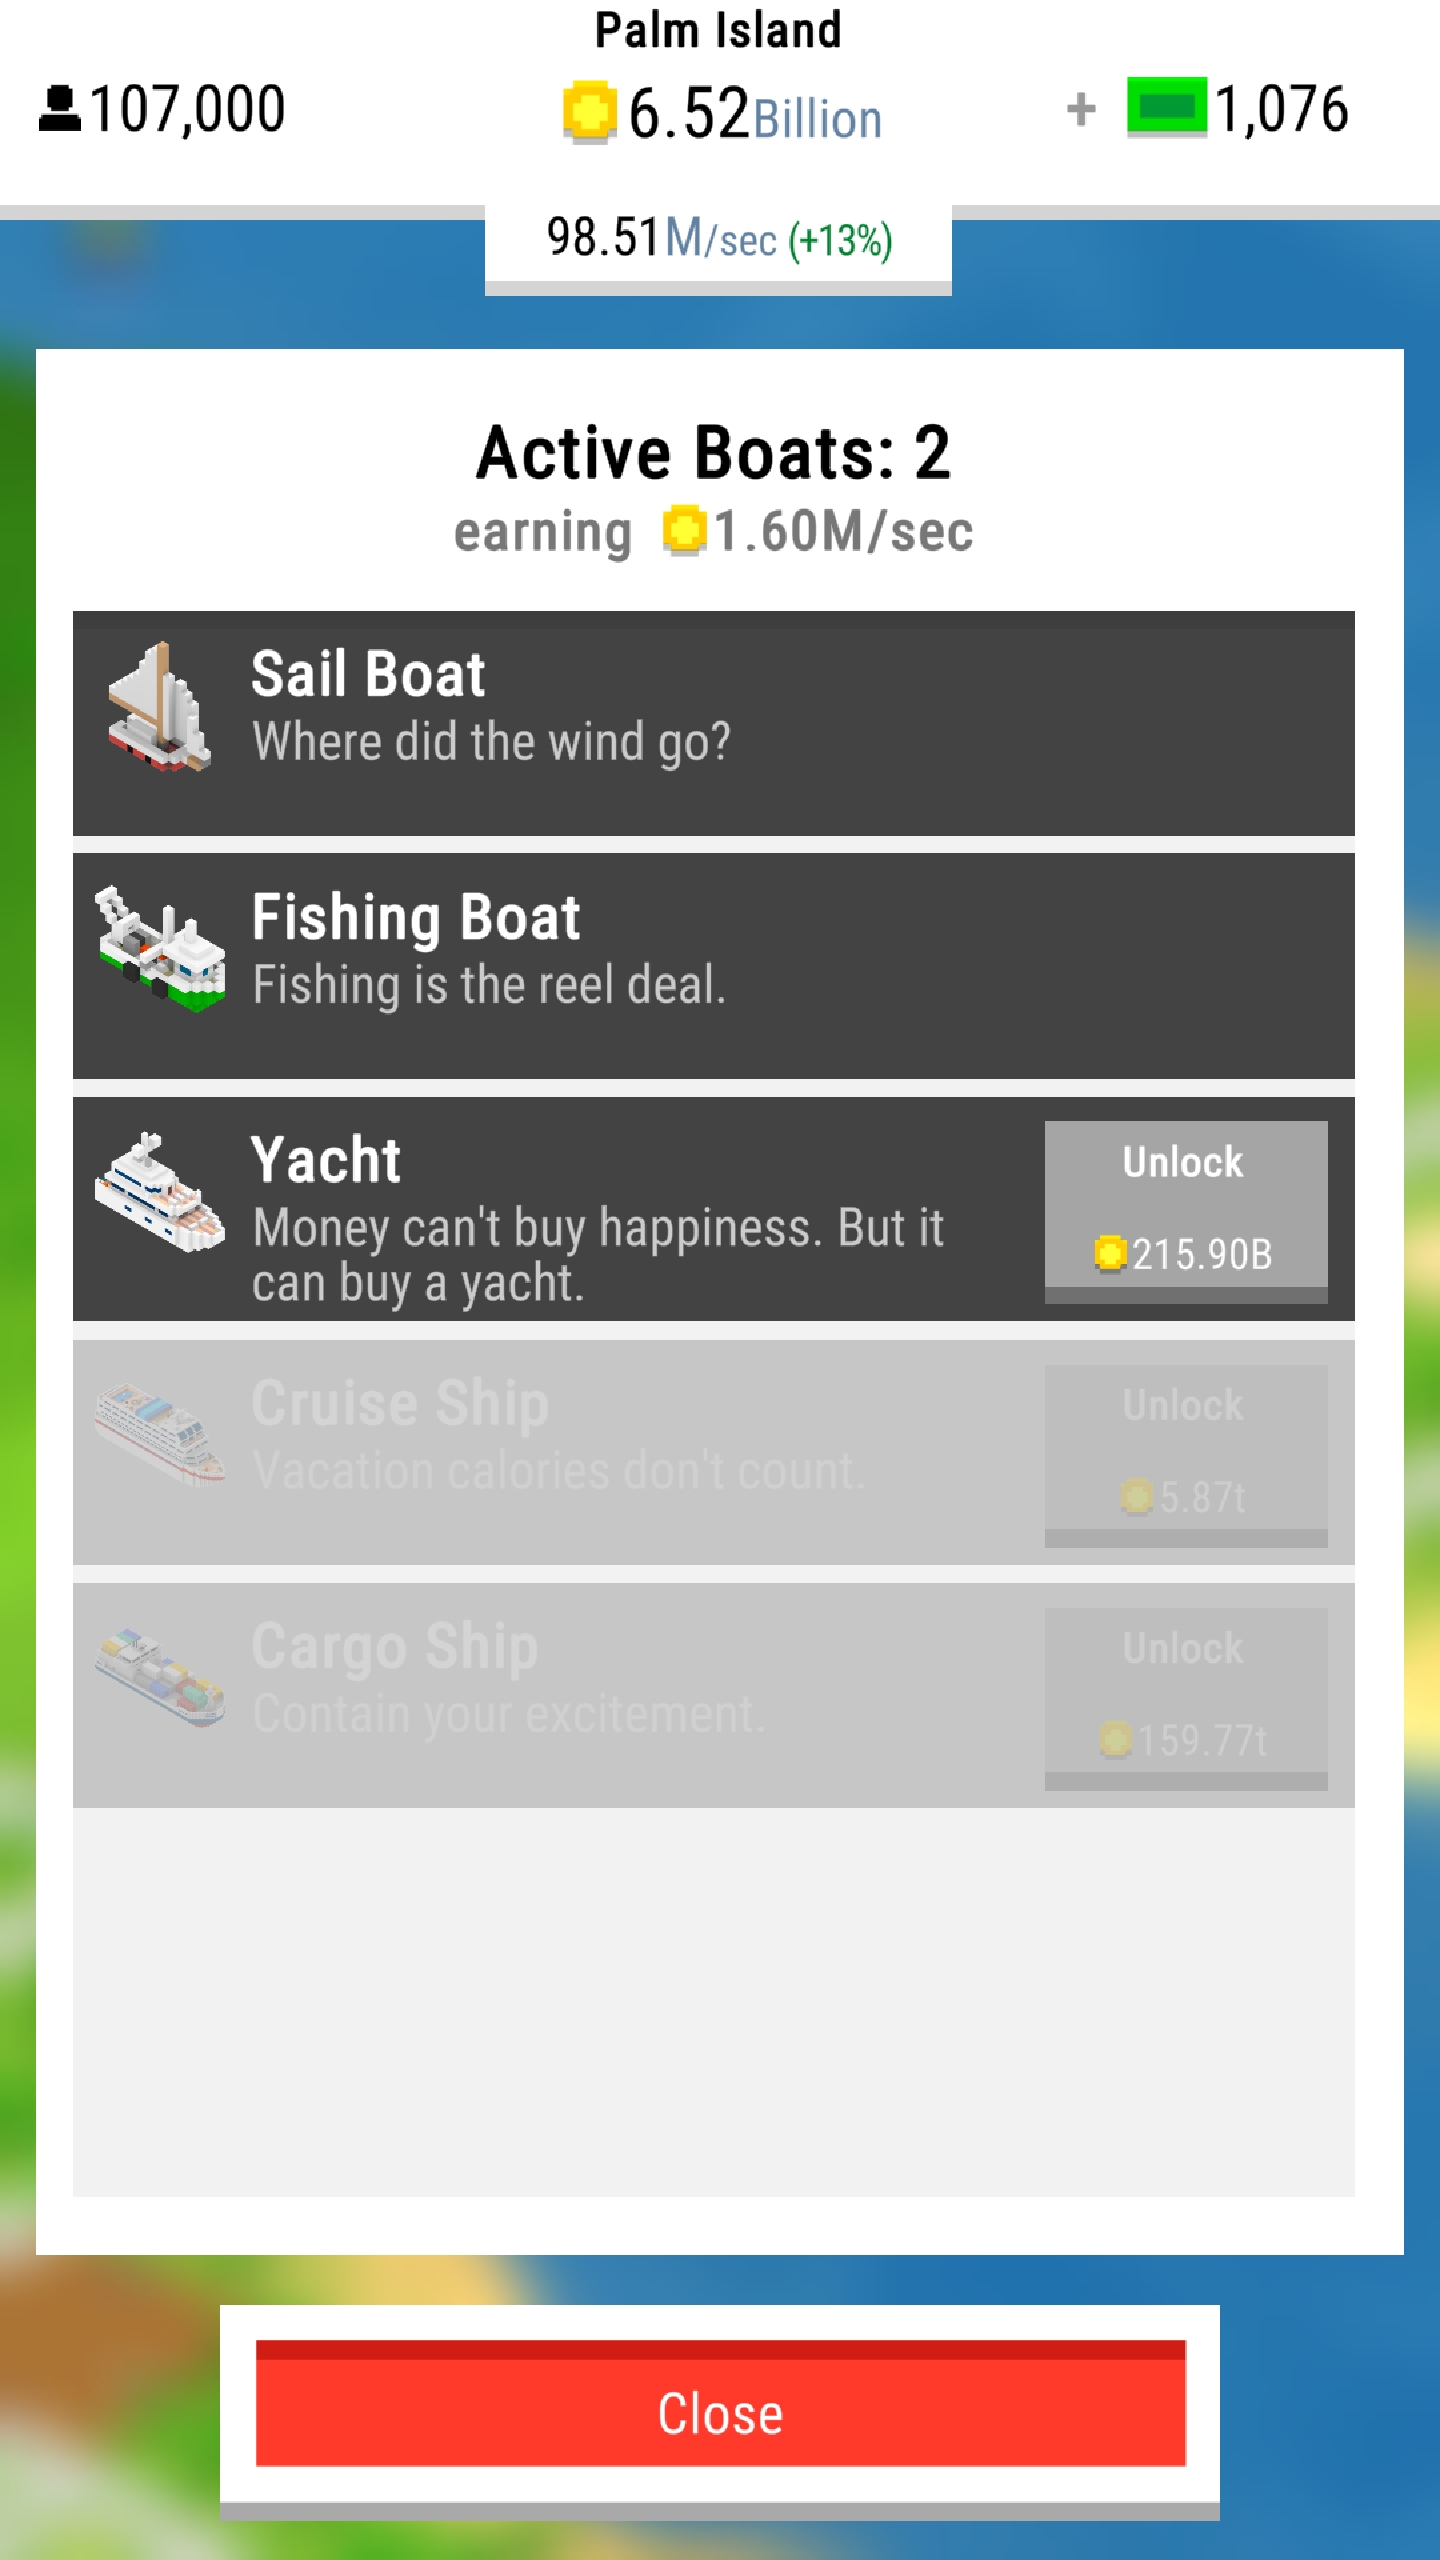 Palm Island
107,000
6.52Billion
+ 1,076
98.51M/sec (+13%)
Active Boats: 2
earning 1.60M/sec
Sail Boat
Where did the wind go?
Fishing Boat
Fishing is the reel deal.
Yacht
Money can't buy happiness. But it
can buy a yacht.
Unlock
215.90B
Cruise Ship
Vacation calories don't count.
Unlock
5.87t
Cargo Ship
Contain your excitement.
Unlock
159.77t
Close